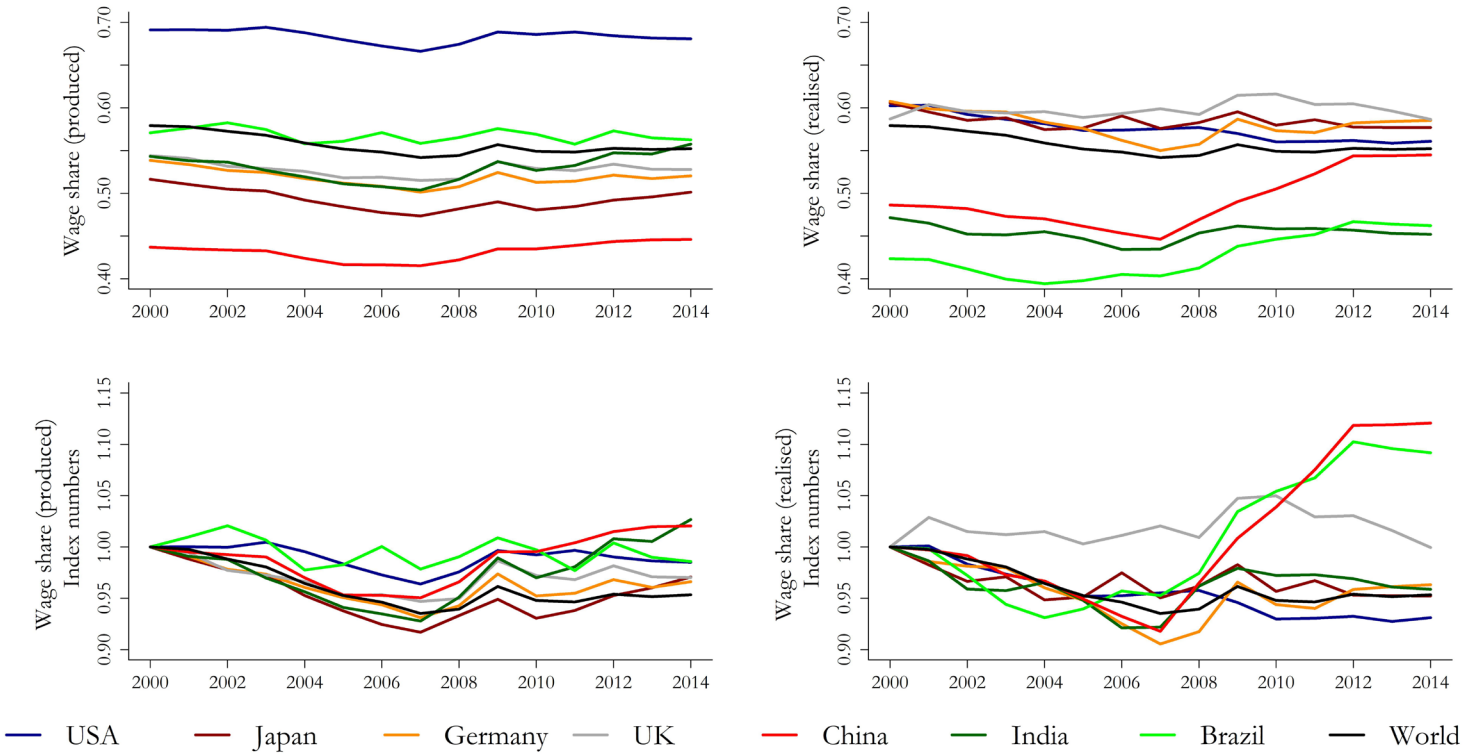 Wage share (produced)
0.70
0.60
0.50
0.40
2000 2002 2004 2006 2008 2010 2012 2014
Wage share (realised)
0.70
0.60
0.50
0.40
2000 2002 2004 2006 2008 2010 2012 2014
Wage share (produced)
Index numbers
1.15
1.10
1.05
1.00
0.95
0.90
2000 2002 2004 2006 2008 2010 2012 2014
Wage share (realised)
Index numbers
1.15
1.10
1.05
1.00
0.95
0.90
2000 2002 2004 2006 2008 2010 2012 2014
USA Japan Germany UK China India Brazil World